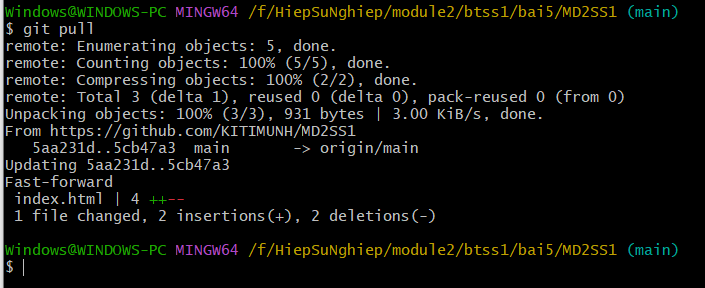 Windows@WINDOWS-PC MINGW64 /f/HiepSuNghiep/module2/btss1/bai5/MD2SS1 (main)
$ git pull
remote: Enumerating objects: 5, done.
remote: Counting objects: 100% (5/5), done.
remote: Compressing objects: 100% (2/2), done.
remote: Total 3 (delta 1), reused 0 (delta 0), pack-reused 0 (from 0)
Unpacking objects: 100% (3/3), 931 bytes | 3.00 KiB/s, done.
From https://github.com/KITIMUNH/MD2SS1
   5aa231d..5cb47a3  main       -> origin/main
Updating 5aa231d..5cb47a3
Fast-forward
 index.html | 4 ++--
 1 file changed, 2 insertions(+), 2 deletions(-)
Windows@WINDOWS-PC MINGW64 /f/HiepSuNghiep/module2/btss1/bai5/MD2SS1 (main)
$